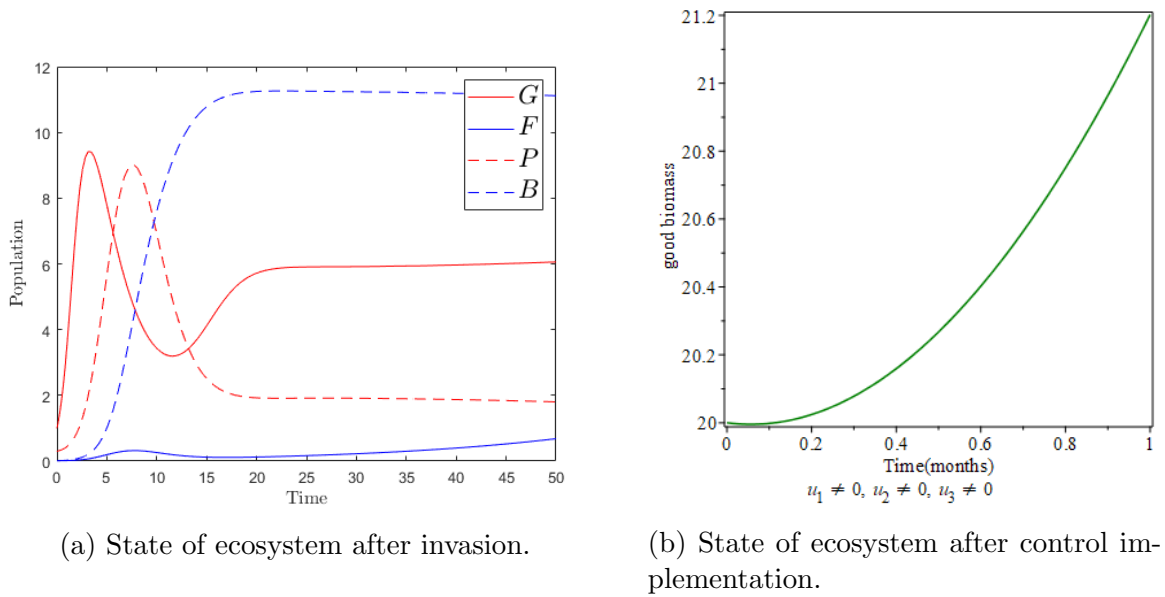 12
10
8
6
4
2
0
Population
0 5 10 15 20 25 30 35 40 45 50
Time
G
F
P
B
(a) State of ecosystem after invasion.
21.2
21
20.8
20.6
20.4
20.2
20
good biomass
0 0.2 0.4 0.6 0.8 1
Time(months)
u₁ ≠ 0, u₂ ≠ 0, u₃ ≠ 0
(b) State of ecosystem after control im-
plementation.